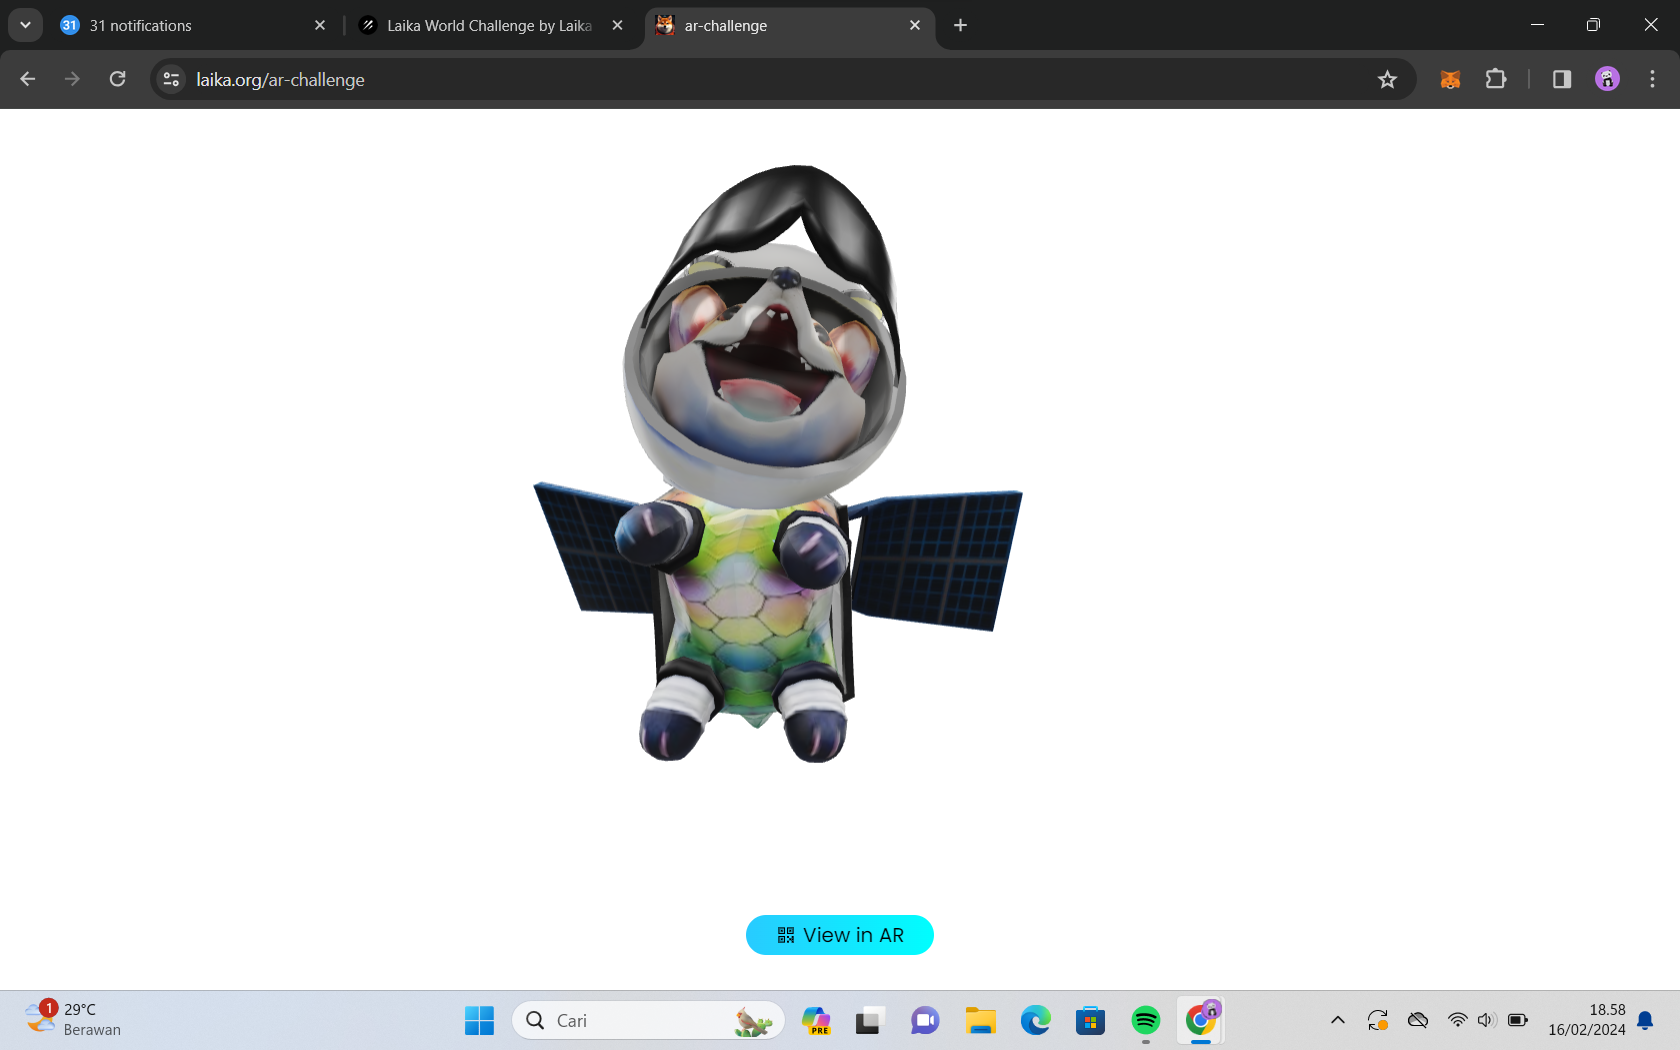 31 31 notifications
Laika World Challenge by Laika
ar-challenge
laika.org/ar-challenge
View in AR
1 29°C
Berawan
Cari
PRE
18.58
16/02/2024